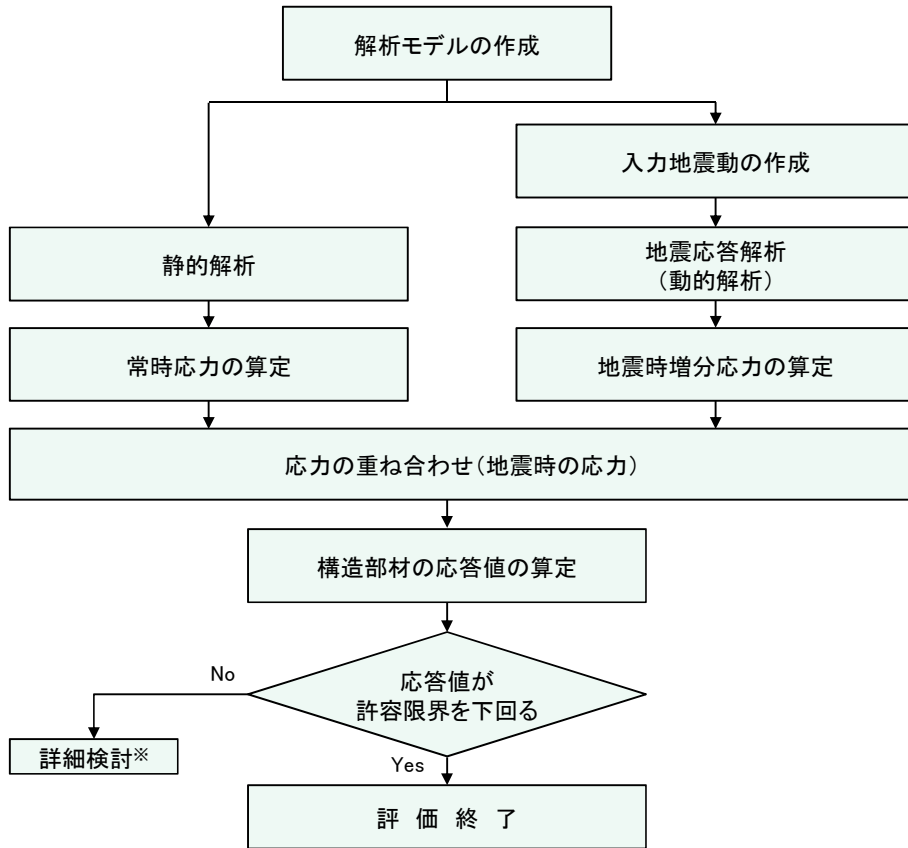 解析モデルの作成
入力地震動の作成
静的解析
地震応答解析
（動的解析）
常時応力の算定
地震時増分応力の算定
応力の重ね合わせ（地震時の応力）
構造部材の応答値の算定
応答値が
許容限界を下回る
No
詳細検討※
Yes
評 価 終 了